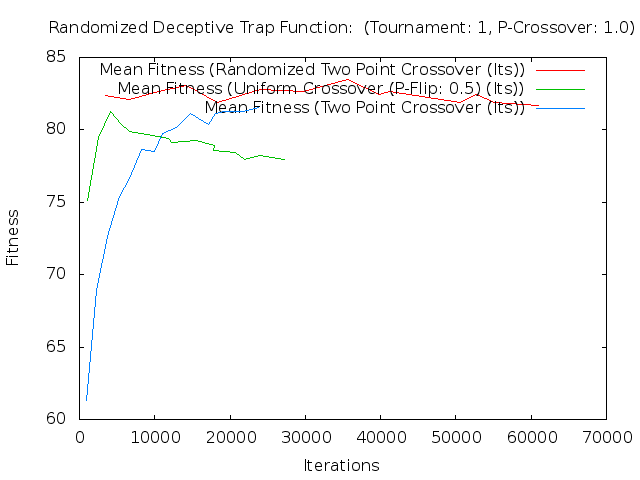 Randomized Deceptive Trap Function:  (Tournament: 1, P-Crossover: 1.0)
85
Mean Fitness (Randomized Two Point Crossover (Its))
Mean Fitness (Uniform Crossover (P-Flip: 0.5) (Its))
Mean Fitness (Two Point Crossover (Its))
80
75
Fitness
70
65
60
0 10000 20000 30000 40000 50000 60000 70000
Iterations